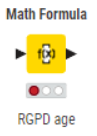 Math Formula
f(x)
RGPD age